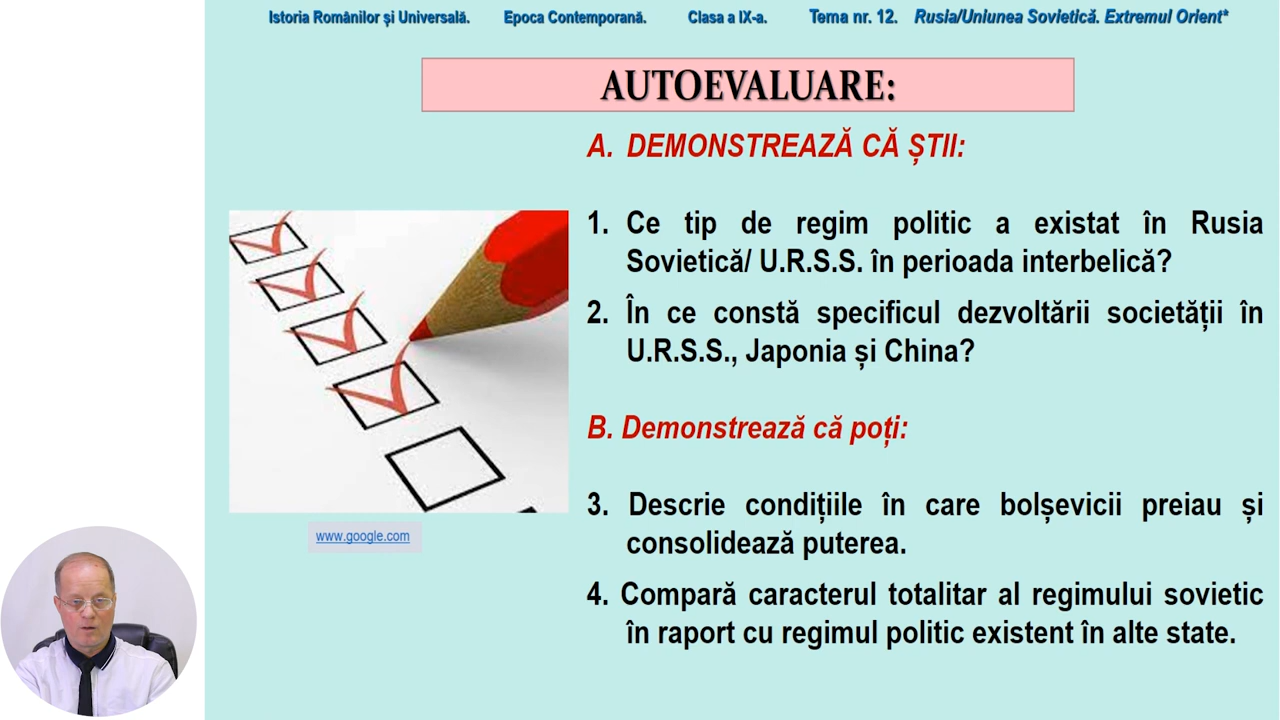 Istoria Românilor și Universală. Epoca Contemporană. Clasa a IX-a. Tema nr. 12. Rusia/Uniunea Sovietică. Extremul Orient*
AUTOEVALUARE:
A. DEMONSTREAZĂ CĂ ȘTII:
1. Ce tip de regim politic a existat în Rusia
Sovietică/ U.R.S.S. în perioada interbelică?
2. În ce constă specificul dezvoltării societății în
U.R.S.S., Japonia și China?
B. Demonstrează că poți:
3. Descrie condițiile în care bolșevicii preiau și
consolidează puterea.
4. Compară caracterul totalitar al regimului sovietic
în raport cu regimul politic existent în alte state.
www.google.com